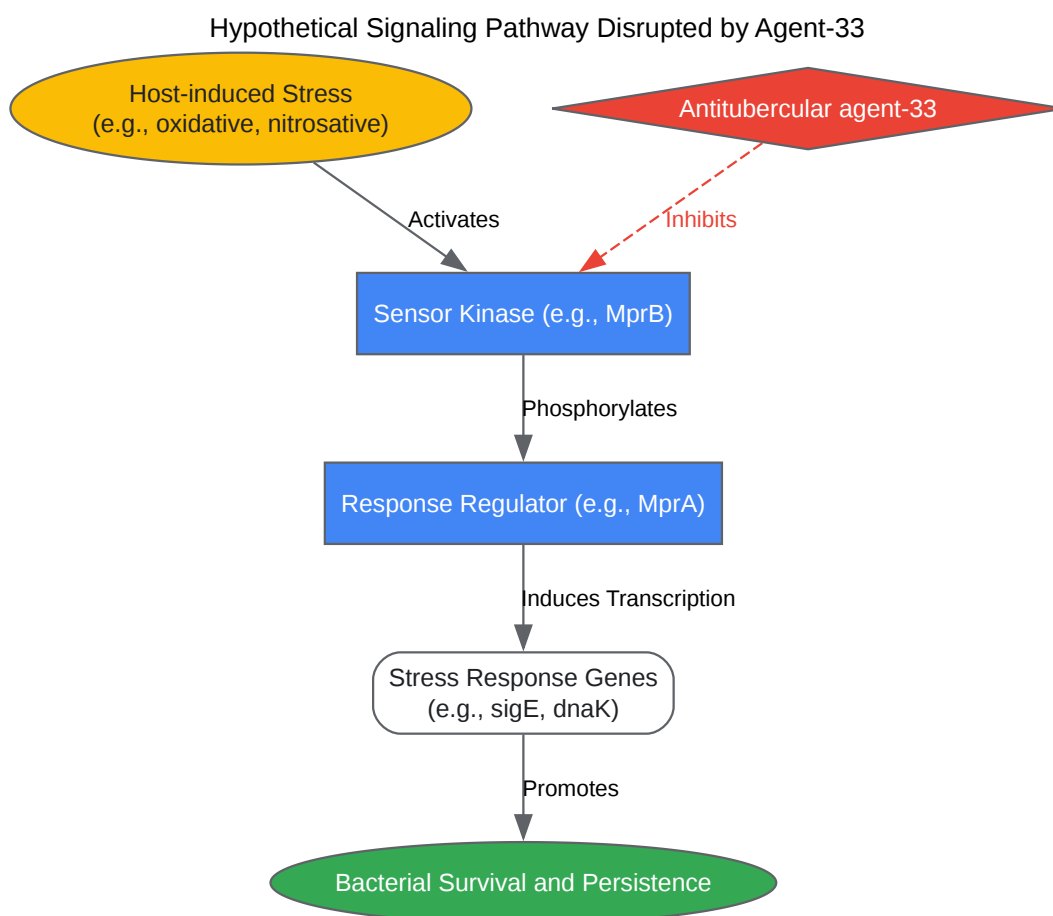 Hypothetical Signaling Pathway Disrupted by Agent-33
Host-induced Stress
(e.g., oxidative, nitrosative)
Antitubercular agent-33
Activates
Inhibits
Sensor Kinase (e.g., MprB)
Phosphorylates
Response Regulator (e.g., MprA)
Induces Transcription
Stress Response Genes
(e.g., sigE, dnaK)
Promotes
Bacterial Survival and Persistence